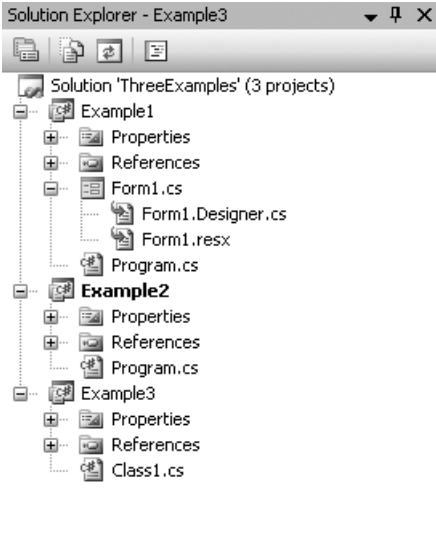 Solution Explorer - Example3
Solution 'ThreeExamples' (3 projects)
Example1
Properties
References
Form1.cs
Form1.Designer.cs
Form1.resx
Program.cs
Example2
Properties
References
Program.cs
Example3
Properties
References
Class1.cs